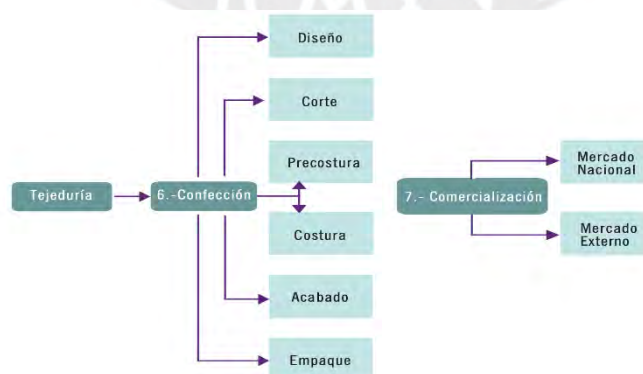 Diseño
Corte
Precostura
Tejeduría
6.-Confección
Costura
Acabado
Empaque
7.- Comercialización
Mercado
Nacional
Mercado
Externo